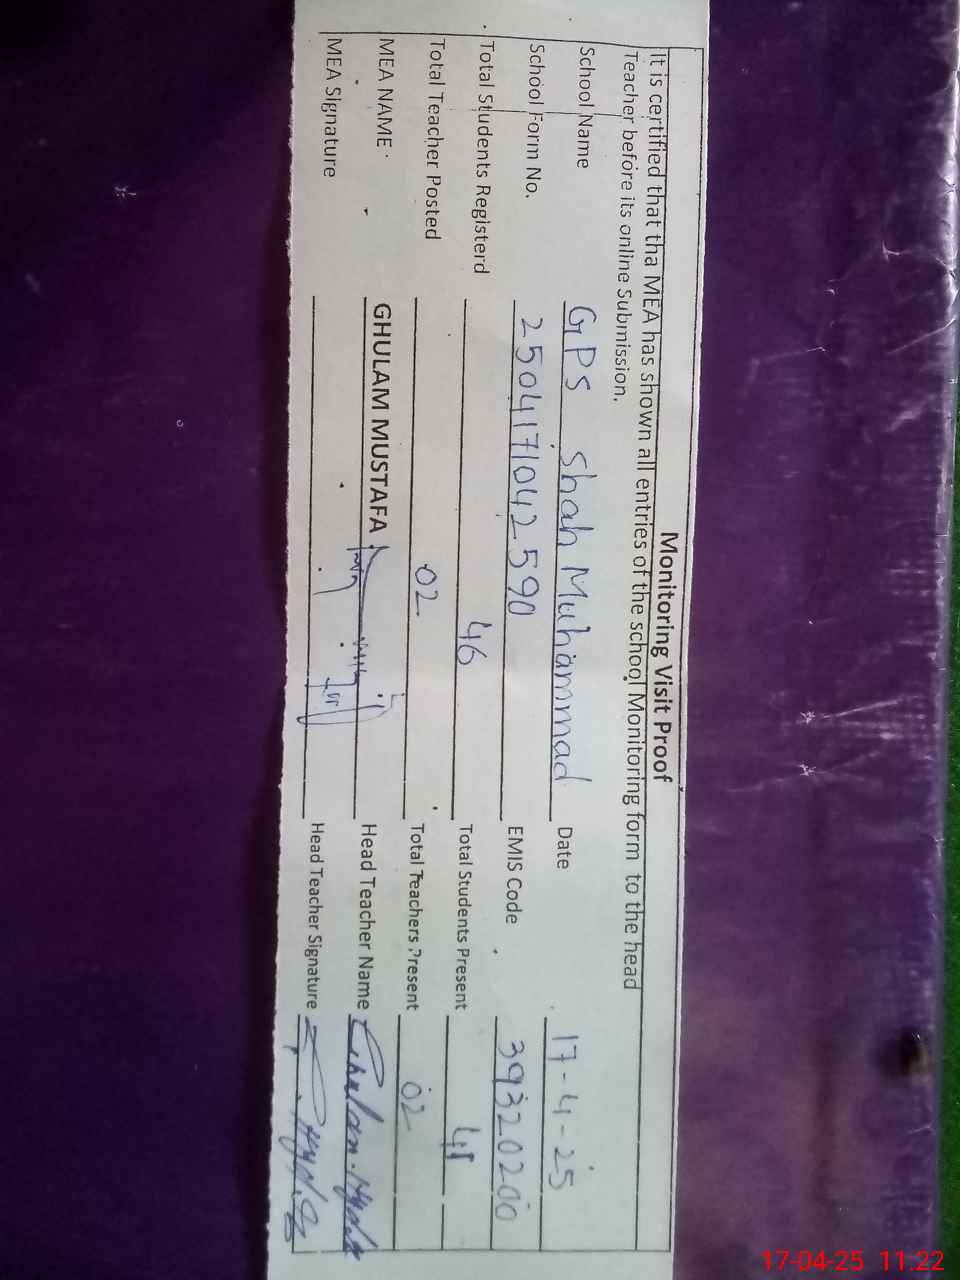 Monitoring Visit Proof
It is certified that tha MEA has shown all entries of the school Monitoring form to the head
Teacher before its online Submission.
School Name GPS Shah Muhammad Date 17-4-25
School Form No. 2504171042590 EMIS Code 39320200
Total Students Registerd 46 Total Students Present 41
Total Teacher Posted 02 Total Teachers Present 02
MEA NAME GHULAM MUSTAFA Head Teacher Name
MEA Signature Head Teacher Signature
17-04-25 11.22